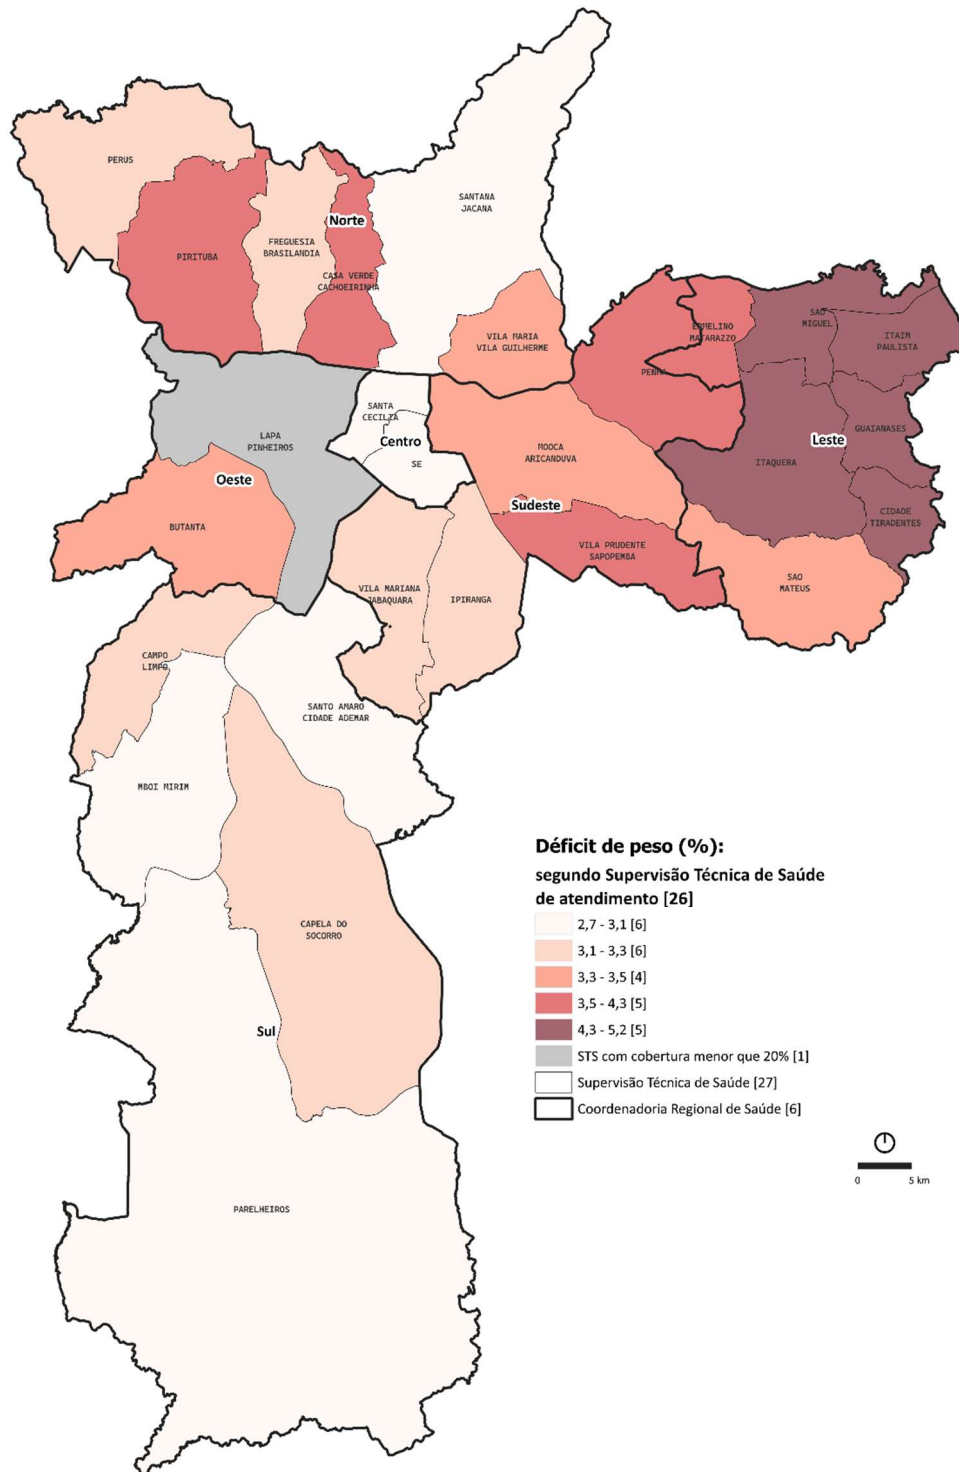 PERUS
SANTANA
JACANA
Norte
FREGUESIA
BRASILANDIA
PIRITUBA
CASA VERDE
CACHOEIRINHA
VILA MARIA
VILA GUILHERME
ERMELINO
MATARAZZO
SAO
MIGUEL
ITAIM
PAULISTA
PENHA
SANTA
CECILIA
Centro
SE
LAPA
PINHEIROS
MOOCA
ARICANDUVA
GUAIANASES
Leste
ITAQUERA
Oeste
Sudeste
CIDADE
TIRADENTES
BUTANTA
VILA PRUDENTE
SAPOPEMBA
SAO
MATEUS
VILA MARIANA
JABAQUARA
IPIRANGA
CAMPO
LIMPO
SANTO AMARO
CIDADE ADEMAR
MBOI MIRIM
CAPELA DO
SOCORRO
Sul
PARELHEIROS
Déficit de peso (%):
segundo Supervisão Técnica de Saúde
de atendimento [26]
2,7 - 3,1 [6]
3,1 - 3,3 [6]
3,3 - 3,5 [4]
3,5 - 4,3 [5]
4,3 - 5,2 [5]
STS com cobertura menor que 20% [1]
Supervisão Técnica de Saúde [27]
Coordenadoria Regional de Saúde [6]
0 5 km